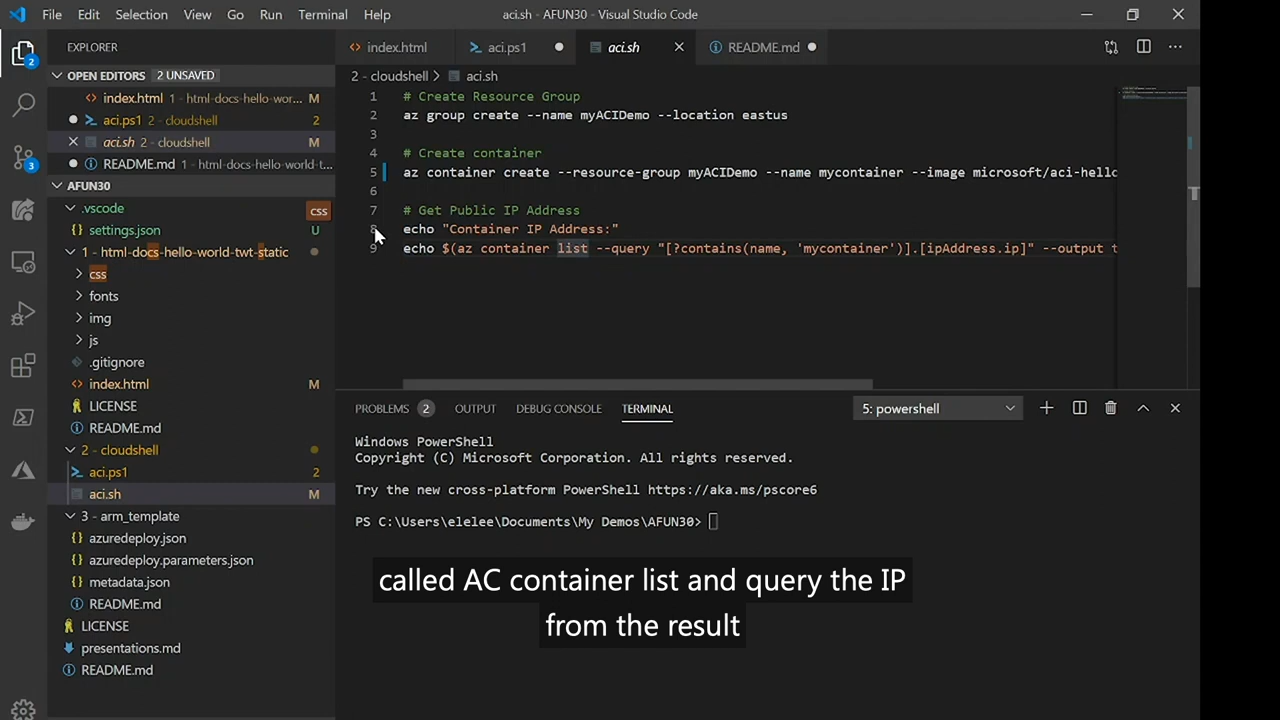 File Edit Selection View Go Run Terminal Help aci.sh - AFUN30 - Visual Studio Code
EXPLORER
OPEN EDITORS 2 UNSAVED
index.html 1 - html-docs-hello-wor... M
aci.ps1 2 - cloudshell 2
aci.sh 2 - cloudshell M
README.md 1 - html-docs-hello-world-t...
AFUN30
.vscode
css
settings.json U
1 - html-docs-hello-world-twt-static
css
fonts
img
js
.gitignore
index.html M
LICENSE
README.md
2 - cloudshell
aci.ps1 2
aci.sh M
3 - arm_template
azuredeploy.json
azuredeploy.parameters.json
metadata.json
README.md
LICENSE
presentations.md
README.md
2
3
index.html aci.ps1 aci.sh README.md
2 - cloudshell > aci.sh
1 # Create Resource Group
2 az group create --name myACIDemo --location eastus
3
4 # Create container
5 az container create --resource-group myACIDemo --name mycontainer --image microsoft/aci-hello
6
7 # Get Public IP Address
8 echo "Container IP Address:"
9 echo $(az container list --query "[?contains(name, 'mycontainer')].[ipAddress.ip]" --output t
PROBLEMS 2 OUTPUT DEBUG CONSOLE TERMINAL 5: powershell
Windows PowerShell
Copyright (C) Microsoft Corporation. All rights reserved.
Try the new cross-platform PowerShell https://aka.ms/pscore6
PS C:\Users\elelee\Documents\My Demos\AFUN30>
called AC container list and query the IP
from the result